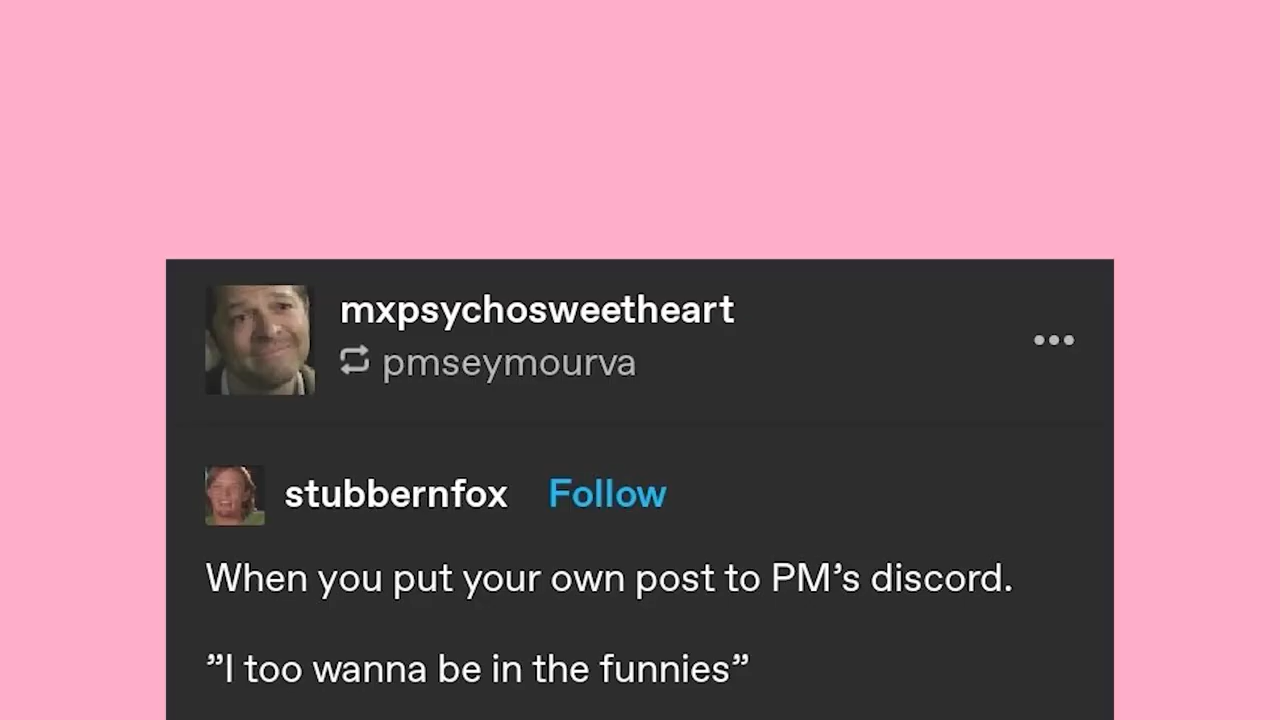 mxpsychosweetheart
pmseymourva
stubbernfox Follow
When you put your own post to PM’s discord.
”I too wanna be in the funnies”